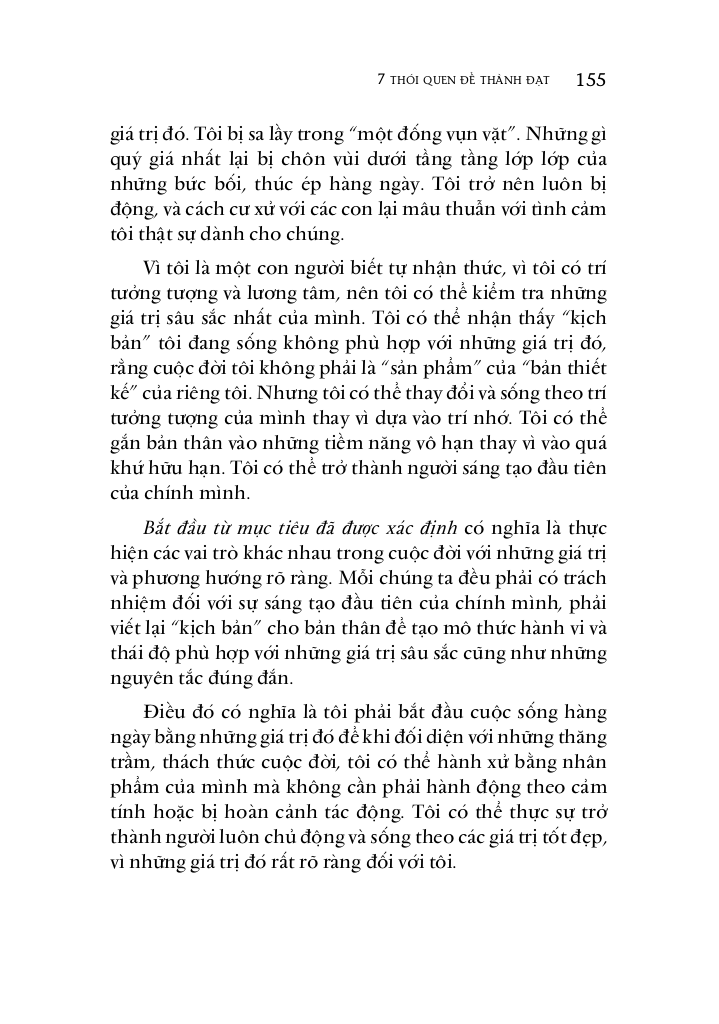 7 THÓI QUEN ĐỂ THÀNH ĐẠT 155
giá trị đó. Tôi bị sa lầy trong “một đống vụn vặt”. Những gì
quý giá nhất lại bị chôn vùi dưới tầng tầng lớp lớp của
những bức bối, thúc ép hàng ngày. Tôi trở nên luôn bị
động, và cách cư xử với các con lại mâu thuẫn với tình cảm
tôi thật sự dành cho chúng.
Vì tôi là một con người biết tự nhận thức, vì tôi có trí
tưởng tượng và lương tâm, nên tôi có thể kiểm tra những
giá trị sâu sắc nhất của mình. Tôi có thể nhận thấy “kịch
bản” tôi đang sống không phù hợp với những giá trị đó,
rằng cuộc đời tôi không phải là “sản phẩm” của “bản thiết
kế” của riêng tôi. Nhưng tôi có thể thay đổi và sống theo trí
tưởng tượng của mình thay vì dựa vào trí nhớ. Tôi có thể
gắn bản thân vào những tiềm năng vô hạn thay vì vào quá
khứ hữu hạn. Tôi có thể trở thành người sáng tạo đầu tiên
của chính mình.
Bắt đầu từ mục tiêu đã được xác định có nghĩa là thực
hiện các vai trò khác nhau trong cuộc đời với những giá trị
và phương hướng rõ ràng. Mỗi chúng ta đều phải có trách
nhiệm đối với sự sáng tạo đầu tiên của chính mình, phải
viết lại “kịch bản” cho bản thân để tạo mô thức hành vi và
thái độ phù hợp với những giá trị sâu sắc cũng như những
nguyên tắc đúng đắn.
Điều đó có nghĩa là tôi phải bắt đầu cuộc sống hàng
ngày bằng những giá trị đó để khi đối diện với những thăng
trầm, thách thức cuộc đời, tôi có thể hành xử bằng nhân
phẩm của mình mà không cần phải hành động theo cảm
tính hoặc bị hoàn cảnh tác động. Tôi có thể thực sự trở
thành người luôn chủ động và sống theo các giá trị tốt đẹp,
vì những giá trị đó rất rõ ràng đối với tôi.